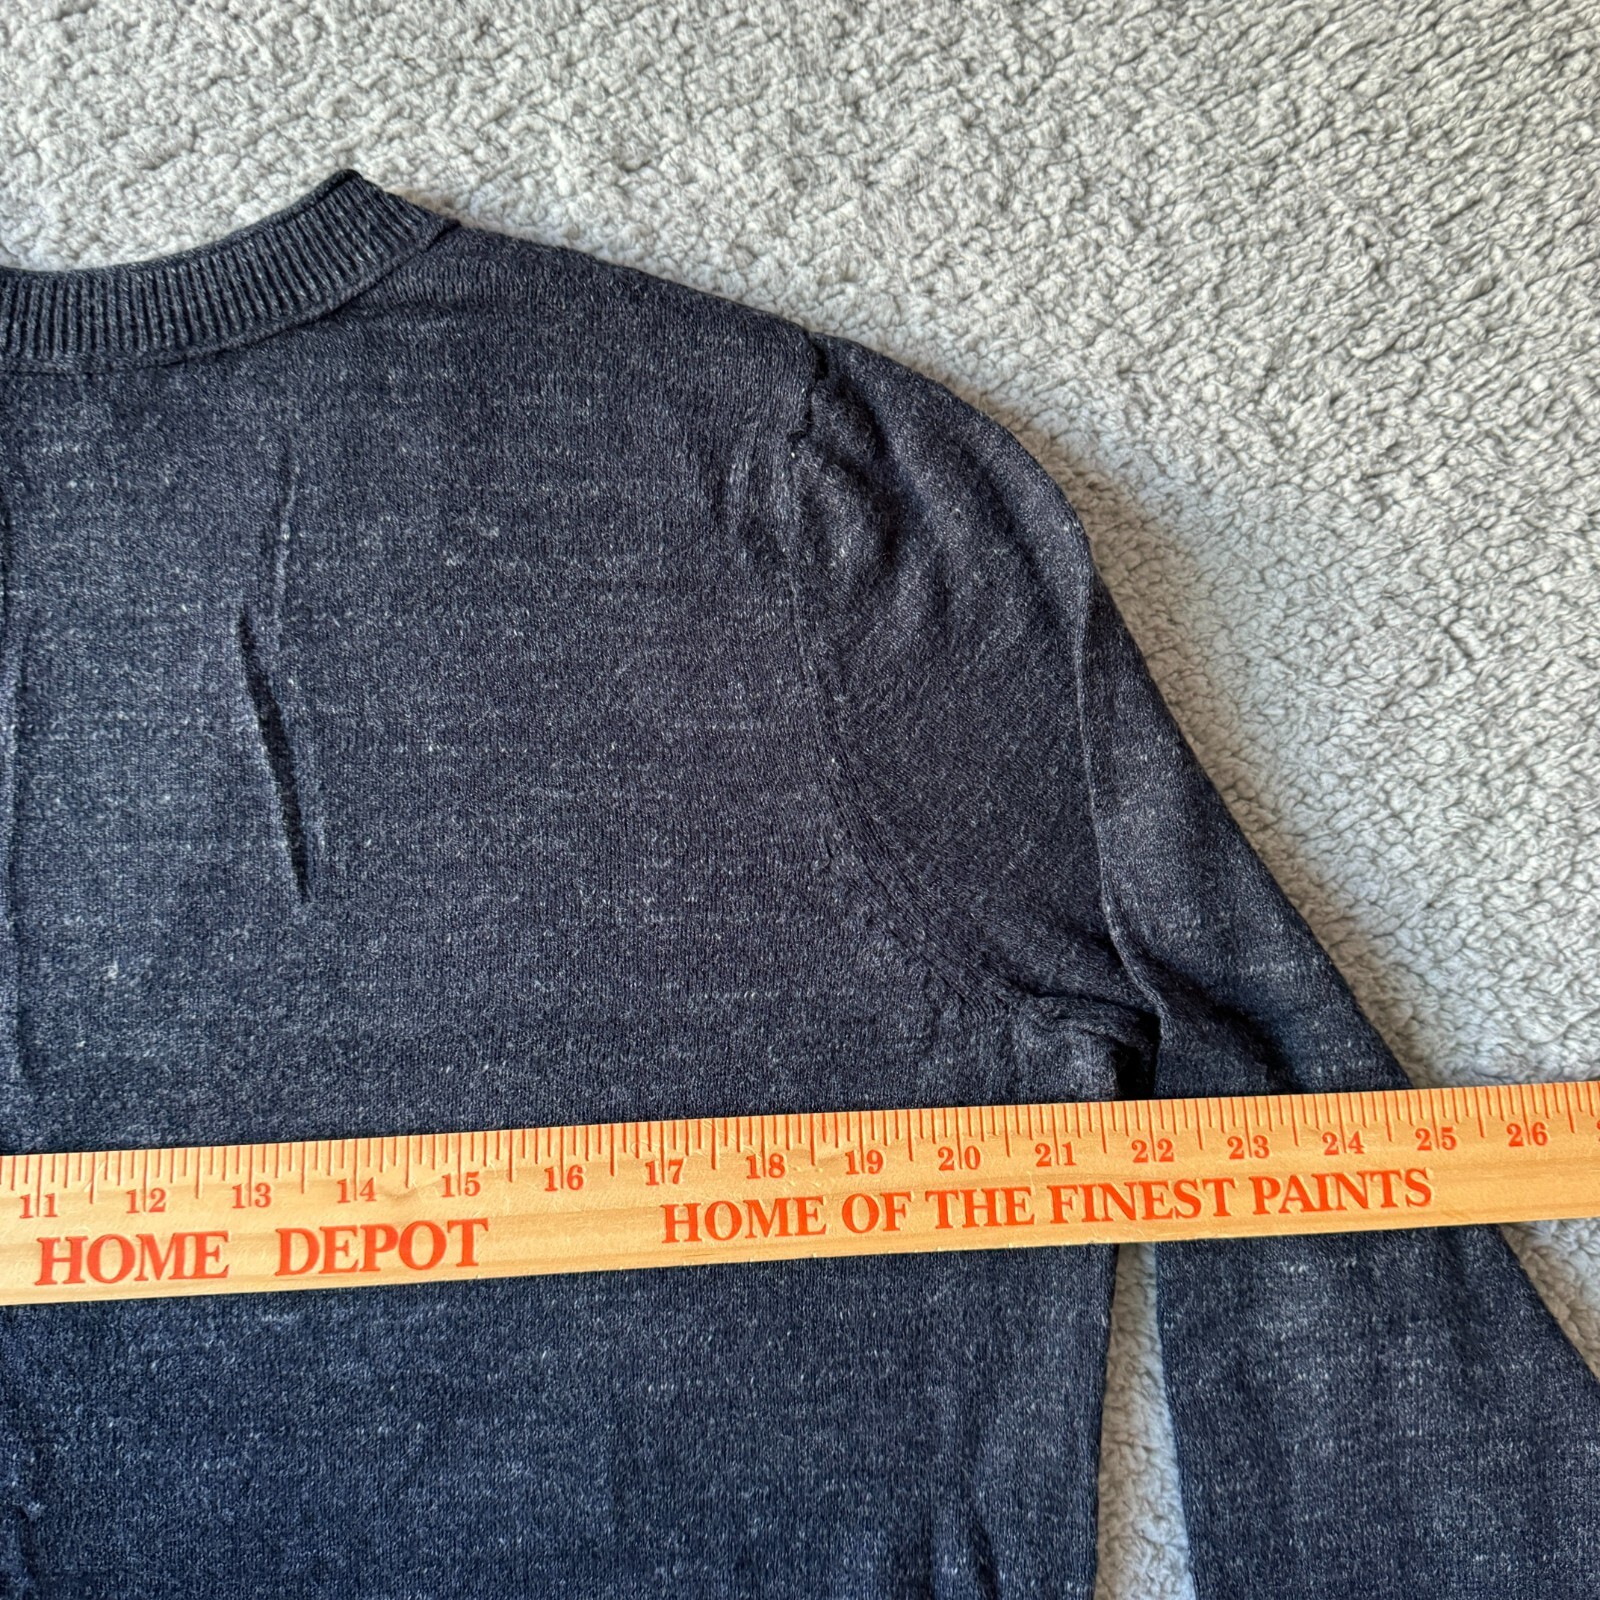 11 12 13 14 15 16 17 18 19 20 21 22 23 24 25 26
HOME DEPOT HOME OF THE FINEST PAINTS